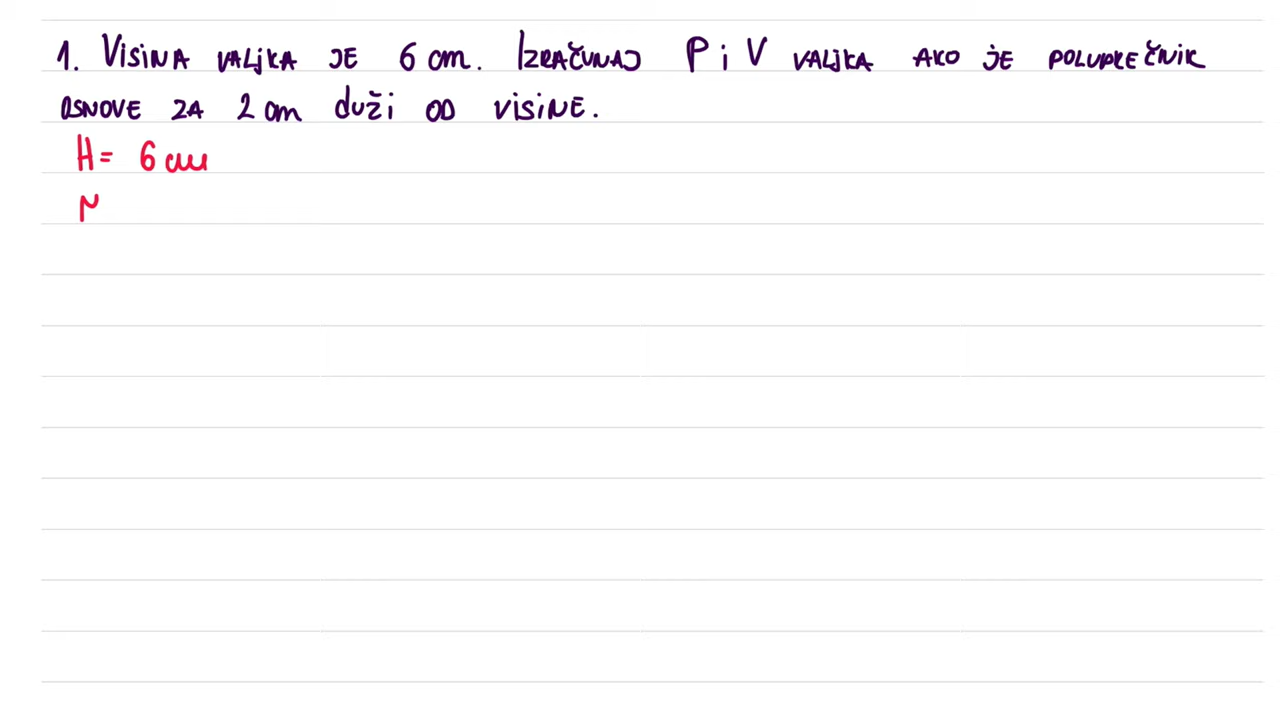 1. Visina valjka je 6 cm. Izračunaj P i V valjka ako je poluprečnik
osnove za 2 cm duži od visine.
H = 6 cm
r